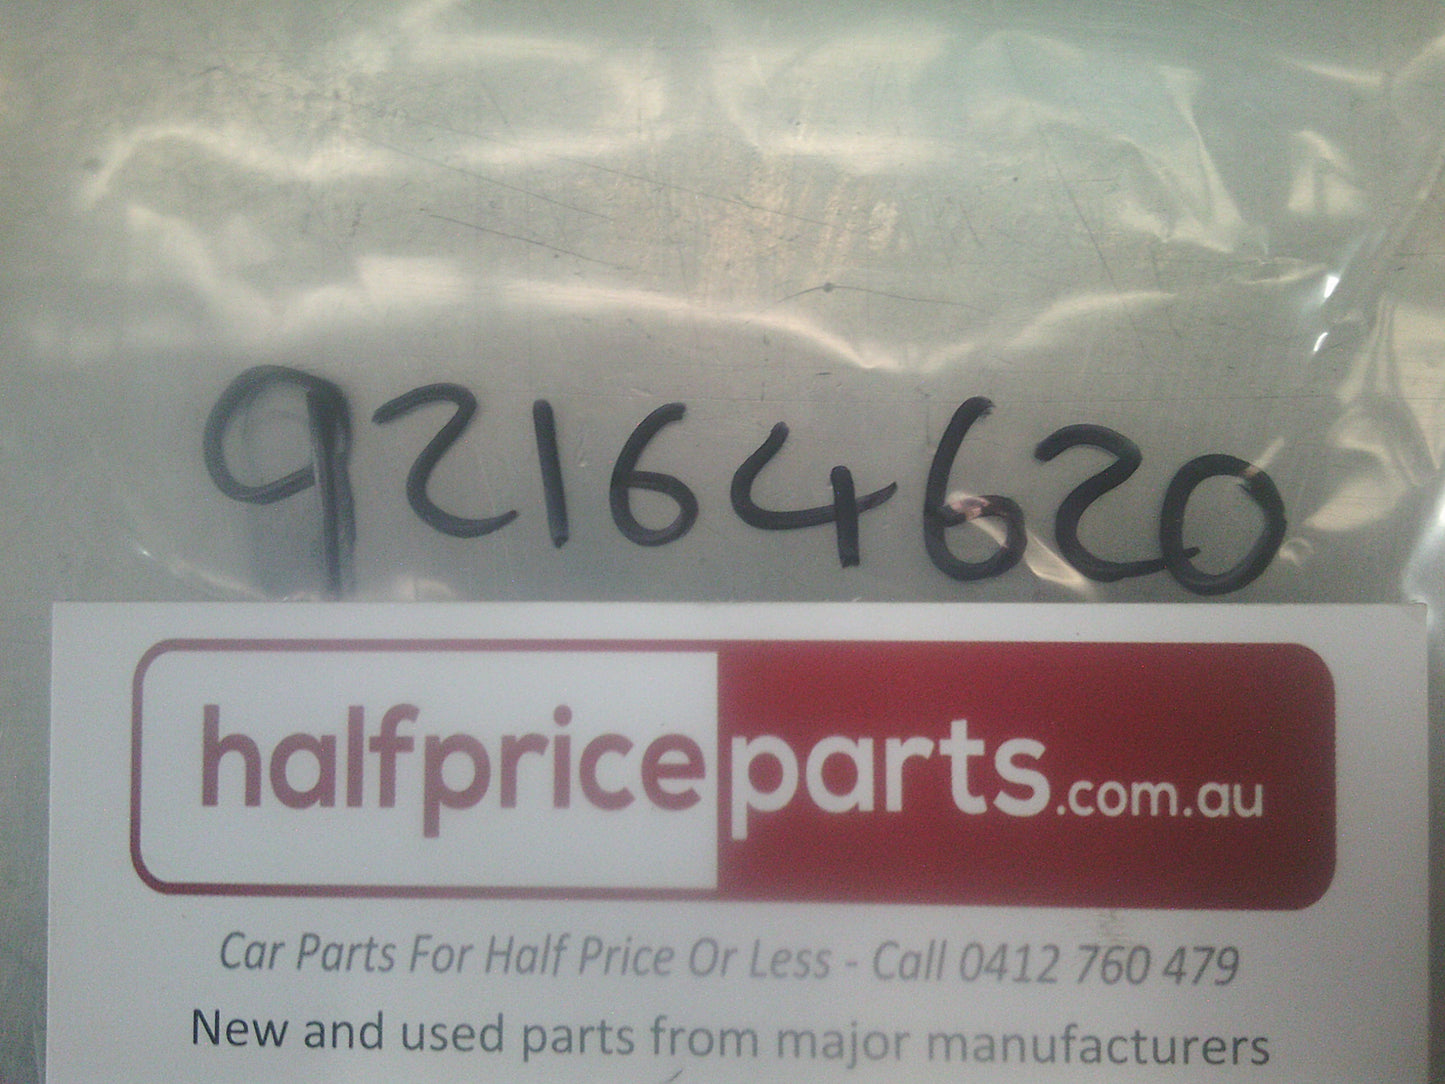 92164620
halfpriceparts.com.au
Car Parts For Half Price Or Less - Call 0412 760 479
New and used parts from major manufacturers